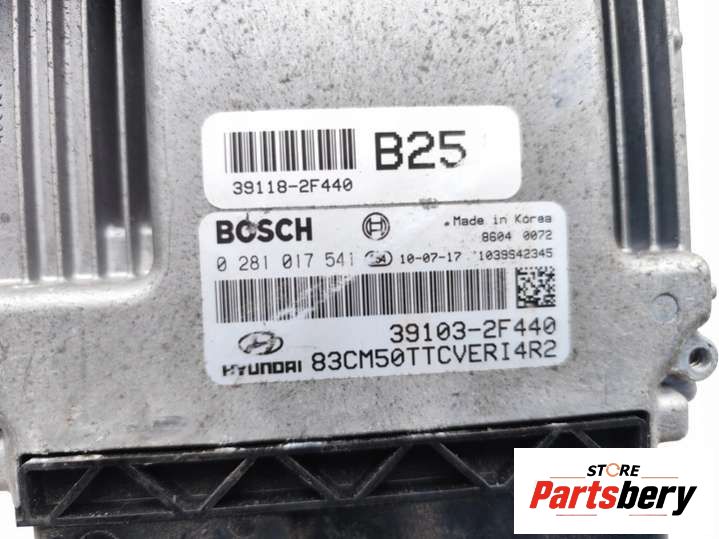 B25
39118-2F440
BOSCH
.Made in Korea
8604 0072
0 281 017 541 10-07-17 1039S42345
39103-2F440
HYUNDAI 83CM50TTCVERI4R2
STORE
Partsbery